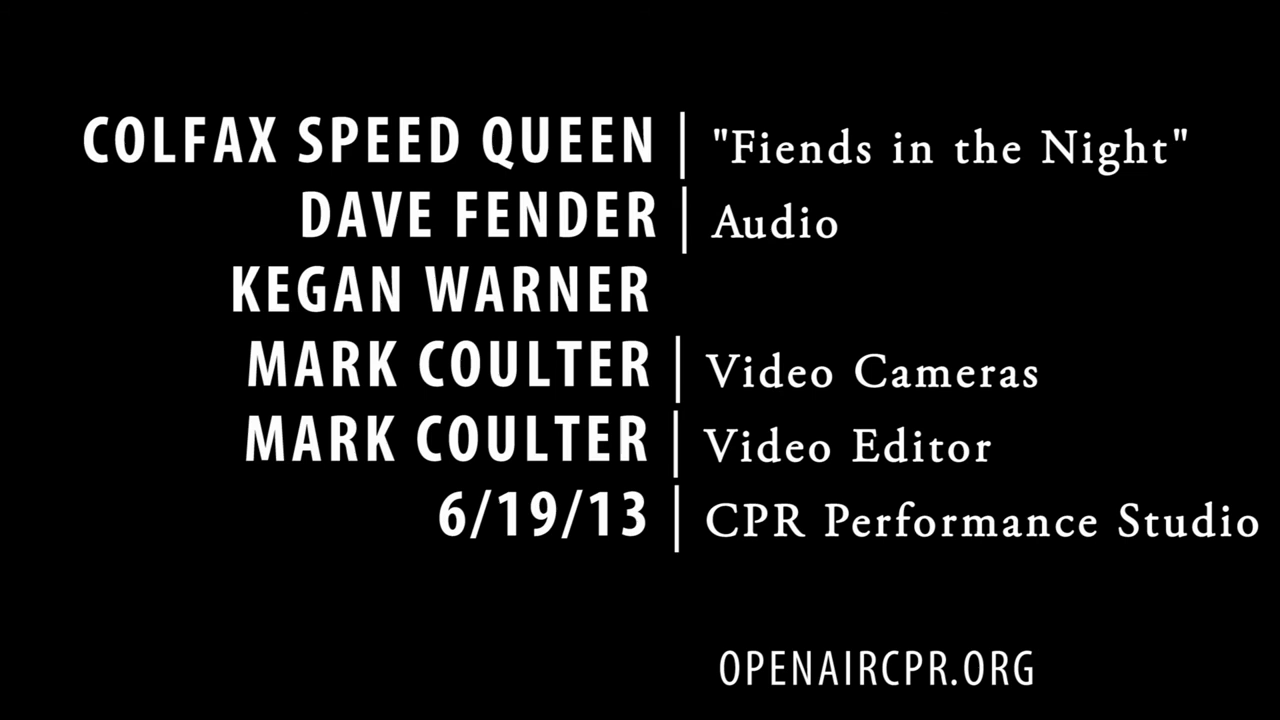 COLFAX SPEED QUEEN | "Fiends in the Night"
DAVE FENDER | Audio
KEGAN WARNER
MARK COULTER | Video Cameras
MARK COULTER | Video Editor
6/19/13 | CPR Performance Studio
OPENAIRCPR.ORG